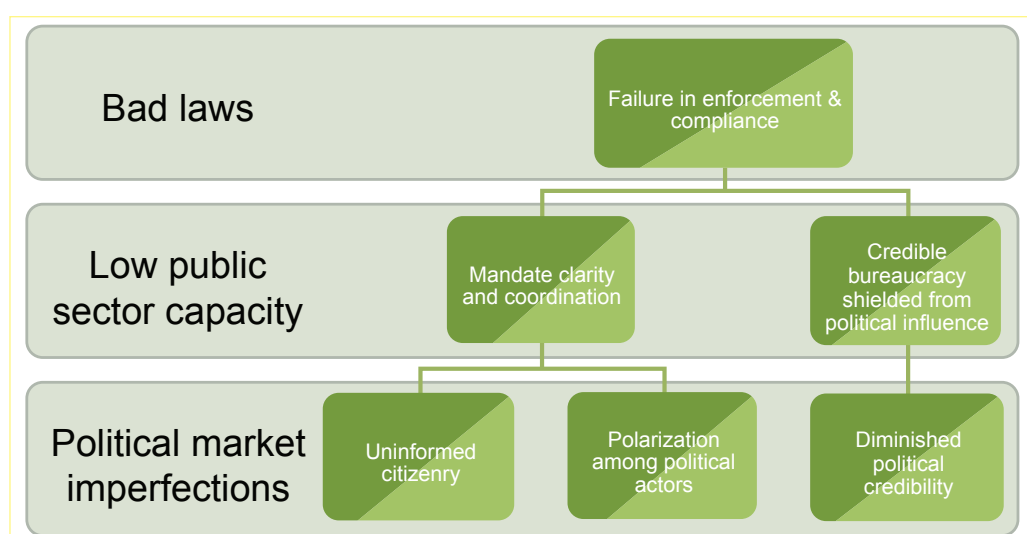 Bad laws
Failure in enforcement &
compliance
Low public
sector capacity
Mandate clarity
and coordination
Credible
bureaucracy
shielded from
political influence
Political market
imperfections
Uninformed
citizenry
Polarization
among political
actors
Diminished
political
credibility